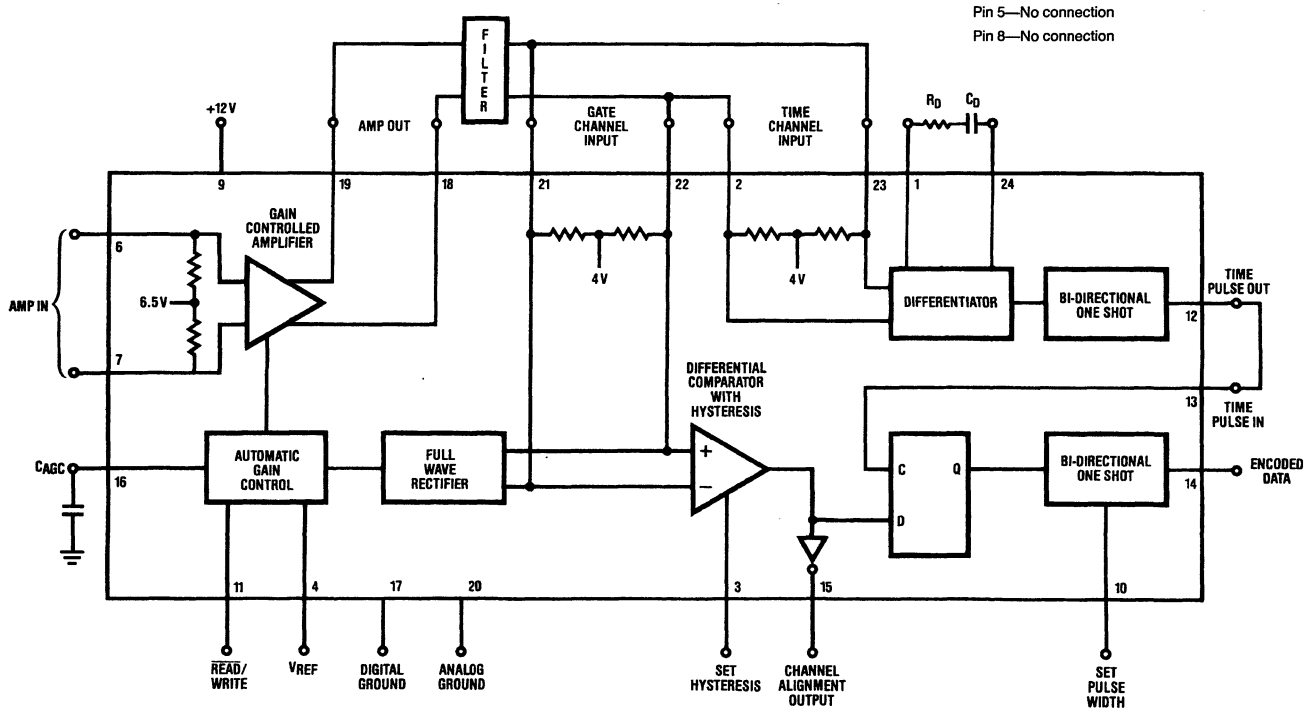 Pin 5—No connection
Pin 8—No connection
F
I
L
T
E
R
+12 V
AMP OUT
GATE
CHANNEL
INPUT
TIME
CHANNEL
INPUT
RD
CD
9
19
18
21
22
2
23
1
24
GAIN
CONTROLLED
AMPLIFIER
6
AMP IN
6.5 V
7
4 V
4 V
DIFFERENTIATOR
BI-DIRECTIONAL
ONE SHOT
TIME
PULSE OUT
12
13
TIME
PULSE IN
DIFFERENTIAL
COMPARATOR
WITH
HYSTERESIS
CAGC
16
AUTOMATIC
GAIN
CONTROL
FULL
WAVE
RECTIFIER
+
−
C
Q
D
BI-DIRECTIONAL
ONE SHOT
14
ENCODED
DATA
11
4
17
20
3
15
10
READ/
WRITE
VREF
DIGITAL
GROUND
ANALOG
GROUND
SET
HYSTERESIS
CHANNEL
ALIGNMENT
OUTPUT
SET
PULSE
WIDTH